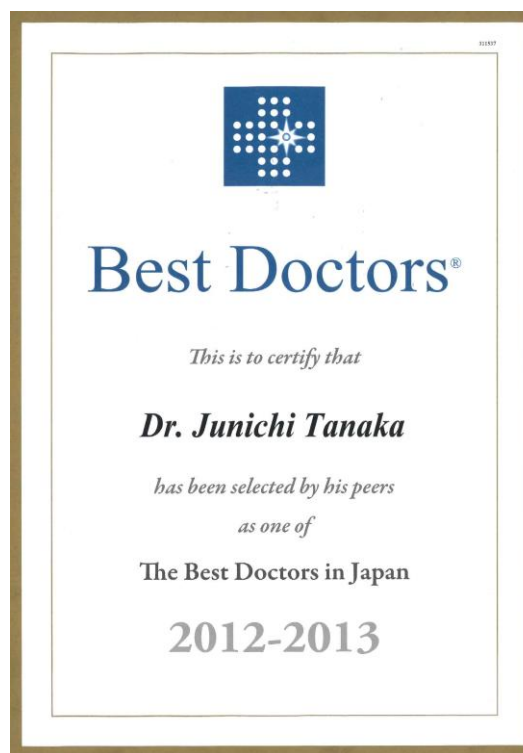 311537
Best Doctors®
This is to certify that
Dr. Junichi Tanaka
has been selected by his peers
as one of
The Best Doctors in Japan
2012-2013